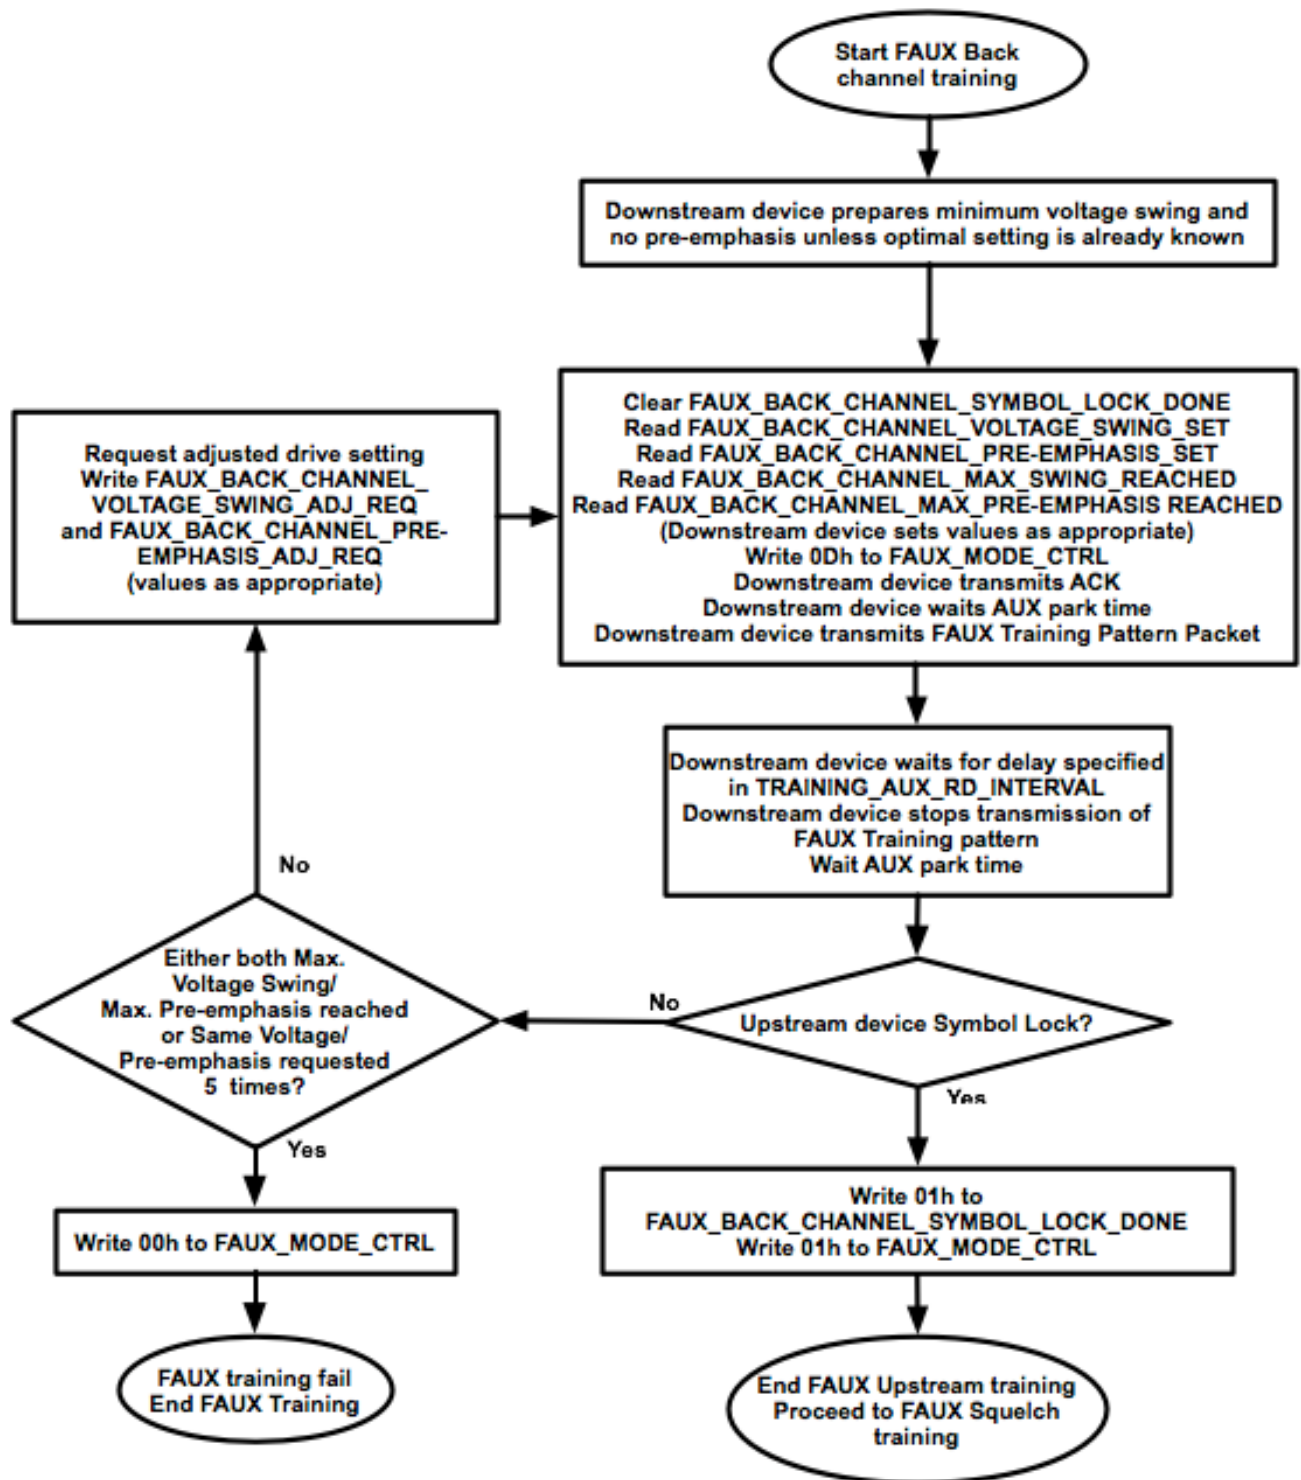 Start FAUX Back
channel training
Downstream device prepares minimum voltage swing and
no pre-emphasis unless optimal setting is already known
Clear FAUX_BACK_CHANNEL_SYMBOL_LOCK_DONE
Read FAUX_BACK_CHANNEL_VOLTAGE_SWING_SET
Read FAUX_BACK_CHANNEL_PRE-EMPHASIS_SET
Read FAUX_BACK_CHANNEL_MAX_SWING_REACHED
Read FAUX_BACK_CHANNEL_MAX_PRE-EMPHASIS REACHED
(Downstream device sets values as appropriate)
Write 0Dh to FAUX_MODE_CTRL
Downstream device transmits ACK
Downstream device waits AUX park time
Downstream device transmits FAUX Training Pattern Packet
Request adjusted drive setting
Write FAUX_BACK_CHANNEL_
VOLTAGE_SWING_ADJ_REQ
and FAUX_BACK_CHANNEL_PRE-
EMPHASIS_ADJ_REQ
(values as appropriate)
Downstream device waits for delay specified
in TRAINING_AUX_RD_INTERVAL
Downstream device stops transmission of
FAUX Training pattern
Wait AUX park time
Upstream device Symbol Lock?
No
Yes
Either both Max.
Voltage Swing/
Max. Pre-emphasis reached
or Same Voltage/
Pre-emphasis requested
5 times?
No
Yes
Write 00h to FAUX_MODE_CTRL
FAUX training fail
End FAUX Training
Write 01h to
FAUX_BACK_CHANNEL_SYMBOL_LOCK_DONE
Write 01h to FAUX_MODE_CTRL
End FAUX Upstream training
Proceed to FAUX Squelch
training